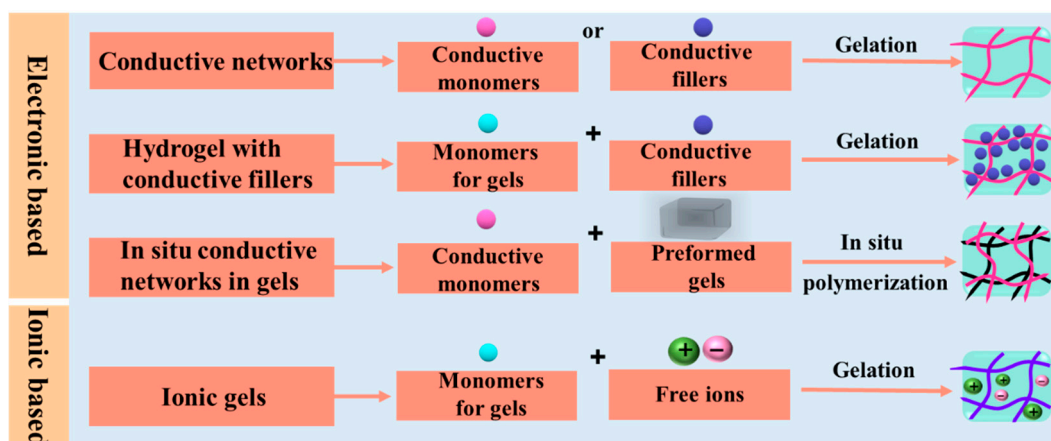 Electronic based
Conductive networks
Conductive
monomers
or
Conductive
fillers
Gelation
Hydrogel with
conductive fillers
Monomers
for gels
+
Conductive
fillers
Gelation
In situ conductive
networks in gels
Conductive
monomers
+
Preformed
gels
In situ
polymerization
Ionic based
Ionic gels
Monomers
for gels
+
+ −
Free ions
Gelation
+ + − − +